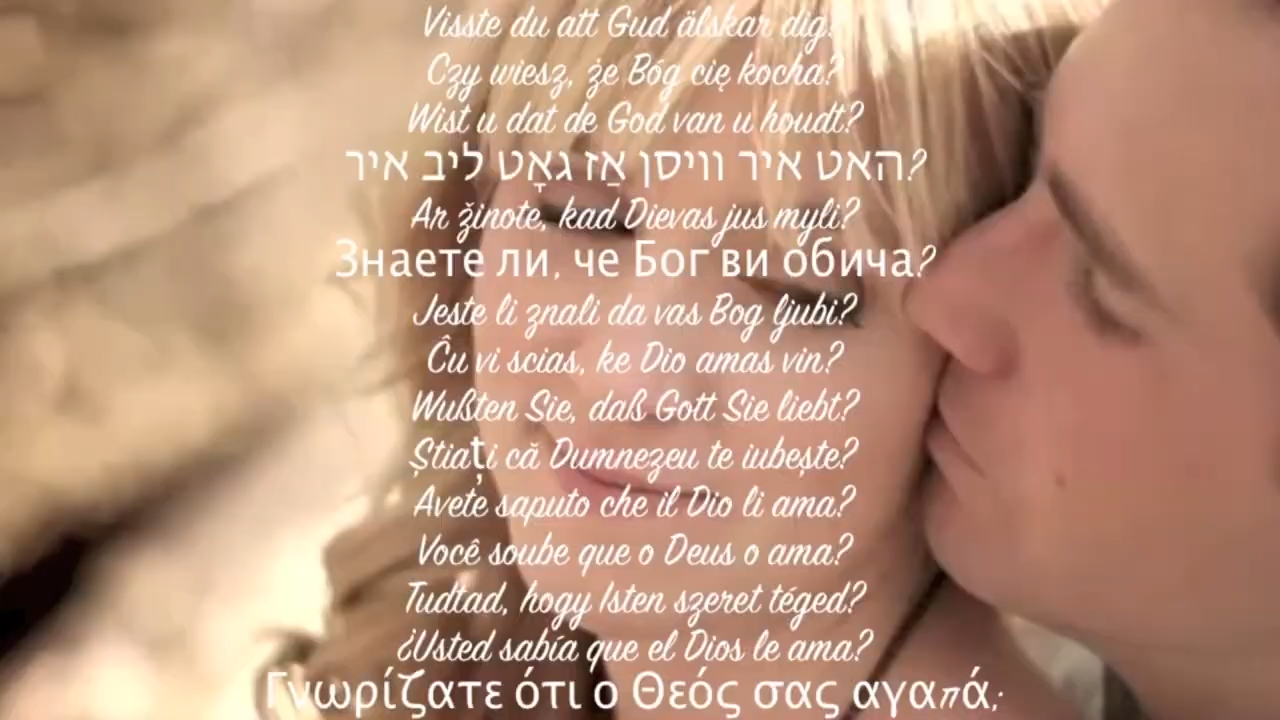 Visste du att Gud älskar dig?
Czy wiesz, że Bóg cię kocha?
Wist u dat de God van u houdt?
האט איר וויסן אַז גאָט ליב איר?
Ar žinote, kad Dievas jus myli?
Знаете ли, че Бог ви обича?
Jeste li znali da vas Bog ljubi?
Ĉu vi scias, ke Dio amas vin?
Wußten Sie, daß Gott Sie liebt?
Știați că Dumnezeu te iubește?
Avete saputo che il Dio li ama?
Você soube que o Deus o ama?
Tudtad, hogy Isten szeret téged?
¿Usted sabía que el Dios le ama?
Γνωρίζατε ότι ο Θεός σας αγαπά;